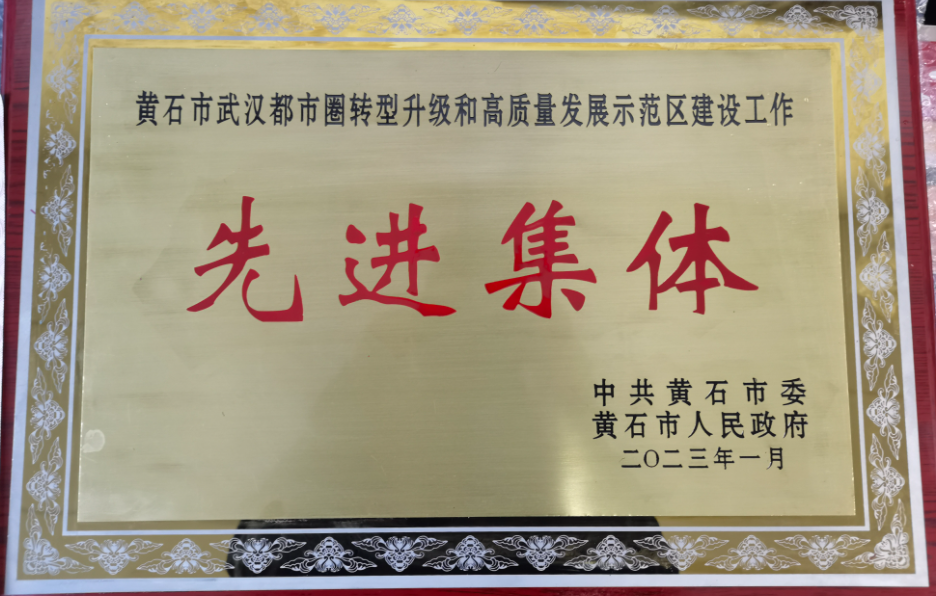 黄石市武汉都市圈转型升级和高质量发展示范区建设工作
先进集体
中共黄石市委
黄石市人民政府
二〇二三年一月